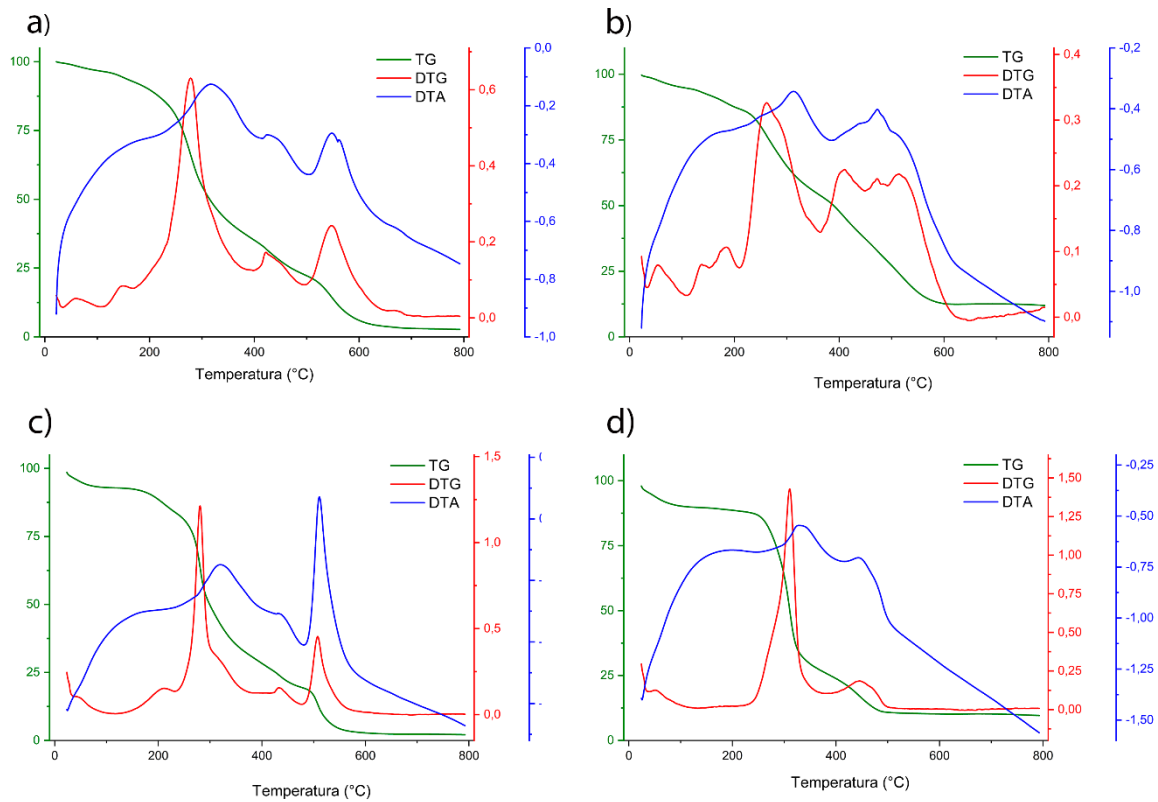 a)
TG
DTG
DTA
100
75
50
25
0
0,6
0,4
0,2
0,0
0,0
-0,2
-0,4
-0,6
-0,8
-1,0
0 200 400 600 800
Temperatura (°C)
b)
TG
DTG
DTA
100
75
50
25
0
0,4
0,3
0,2
0,1
0,0
-0,2
-0,4
-0,6
-0,8
-1,0
0 200 400 600 800
Temperatura (°C)
c)
TG
DTG
DTA
100
75
50
25
0
1,5
1,0
0,5
0,0
0 200 400 600 800
Temperatura (°C)
d)
TG
DTG
DTA
100
75
50
25
0
1,50
1,25
1,00
0,75
0,50
0,25
0,00
-0,25
-0,50
-0,75
-1,00
-1,25
-1,50
0 200 400 600 800
Temperatura (°C)